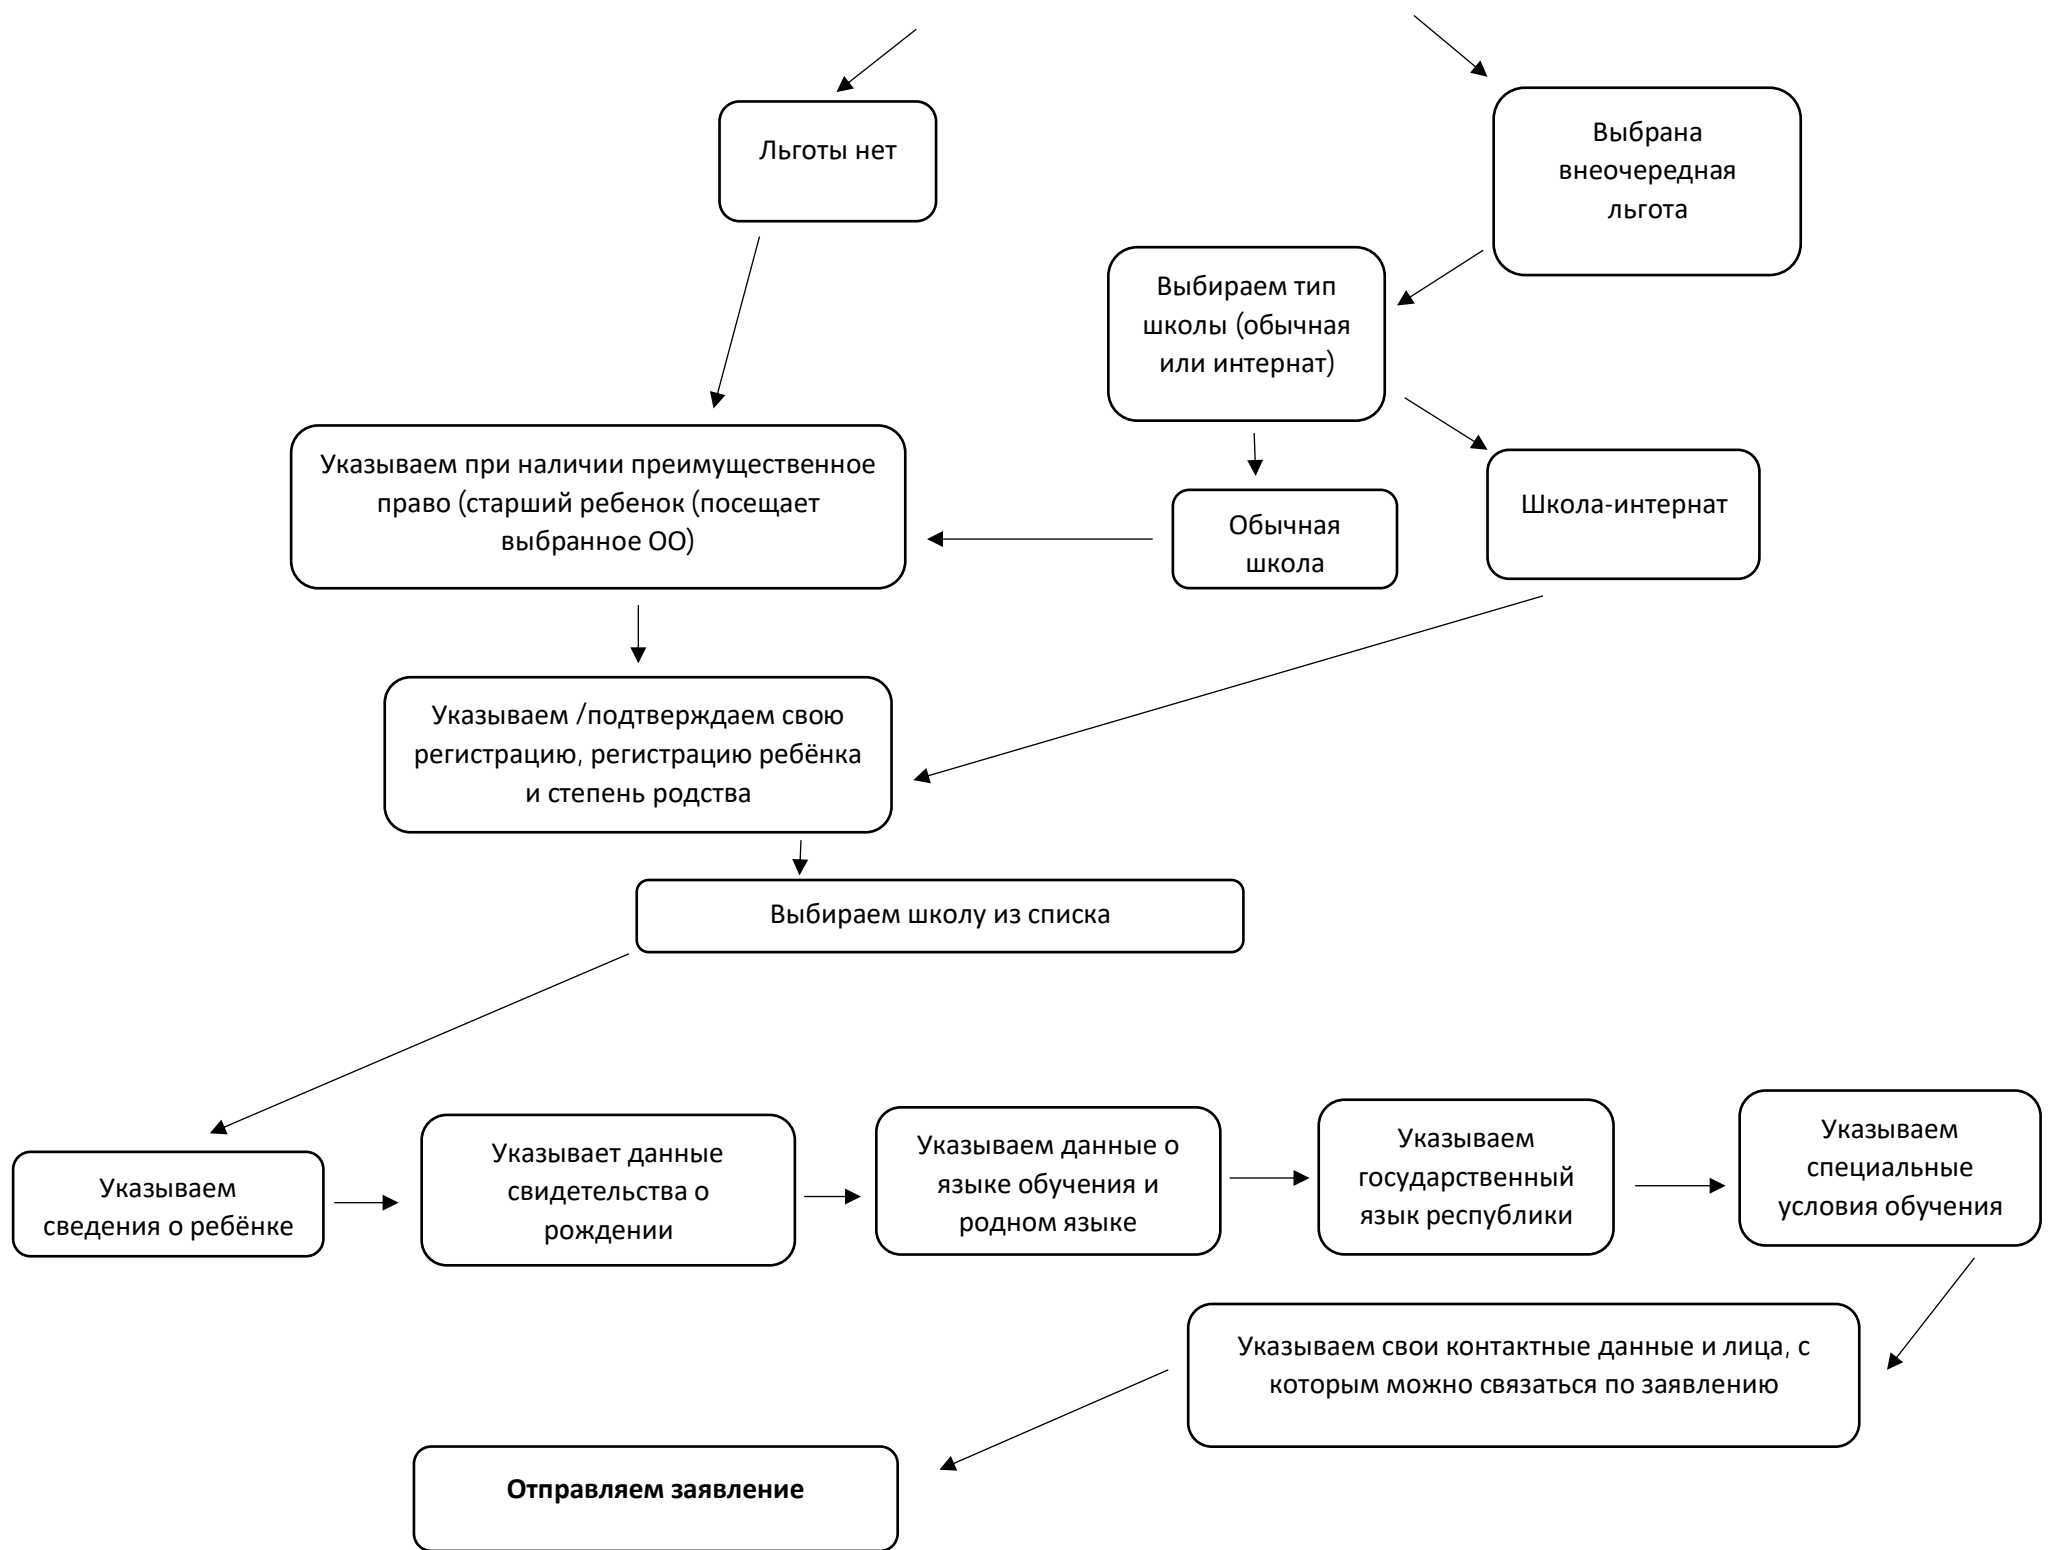 Льготы нет
Выбрана
внеочередная
льгота
Выбираем тип
школы (обычная
или интернат)
Указываем при наличии преимущественное
право (старший ребенок (посещает
выбранное ОО)
Обычная
школа
Школа-интернат
Указываем /подтверждаем свою
регистрацию, регистрацию ребёнка
и степень родства
Выбираем школу из списка
Указываем
сведения о ребёнке
Указывает данные
свидетельства о
рождении
Указываем данные о
языке обучения и
родном языке
Указываем
государственный
язык республики
Указываем
специальные
условия обучения
Указываем свои контактные данные и лица, с
которым можно связаться по заявлению
Отправляем заявление